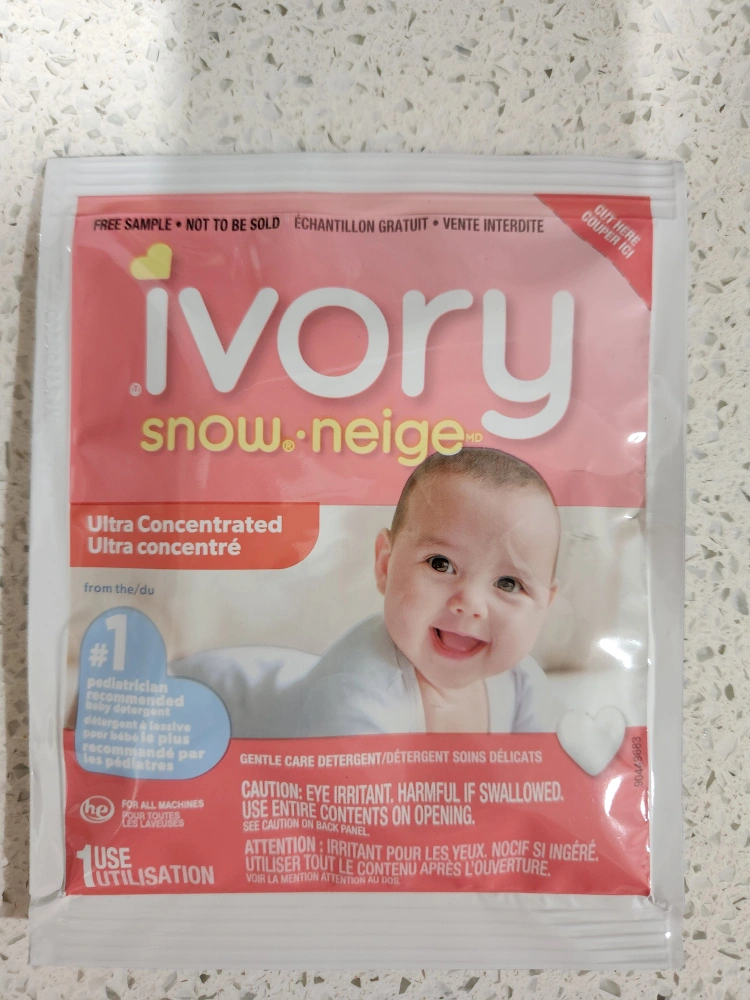 FREE SAMPLE • NOT TO BE SOLD ÉCHANTILLON GRATUIT • VENTE INTERDITE
CUT HERE
COUPER ICI
ivory
snow®•neige MD
Ultra Concentrated
Ultra concentré
from the/du
#1
pediatrician
recommended
baby detergent
détergent à lessive
pour bébé le plus
recommandé par
les pédiatres
GENTLE CARE DETERGENT/DÉTERGENT SOINS DÉLICATS
CAUTION: EYE IRRITANT. HARMFUL IF SWALLOWED.
USE ENTIRE CONTENTS ON OPENING.
SEE CAUTION ON BACK PANEL.
ATTENTION : IRRITANT POUR LES YEUX. NOCIF SI INGÉRÉ.
UTILISER TOUT LE CONTENU APRÈS L'OUVERTURE.
VOIR LA MENTION ATTENTION AU DOS.
he
FOR ALL MACHINES
POUR TOUTES
LES LAVEUSES
1 USE
UTILISATION